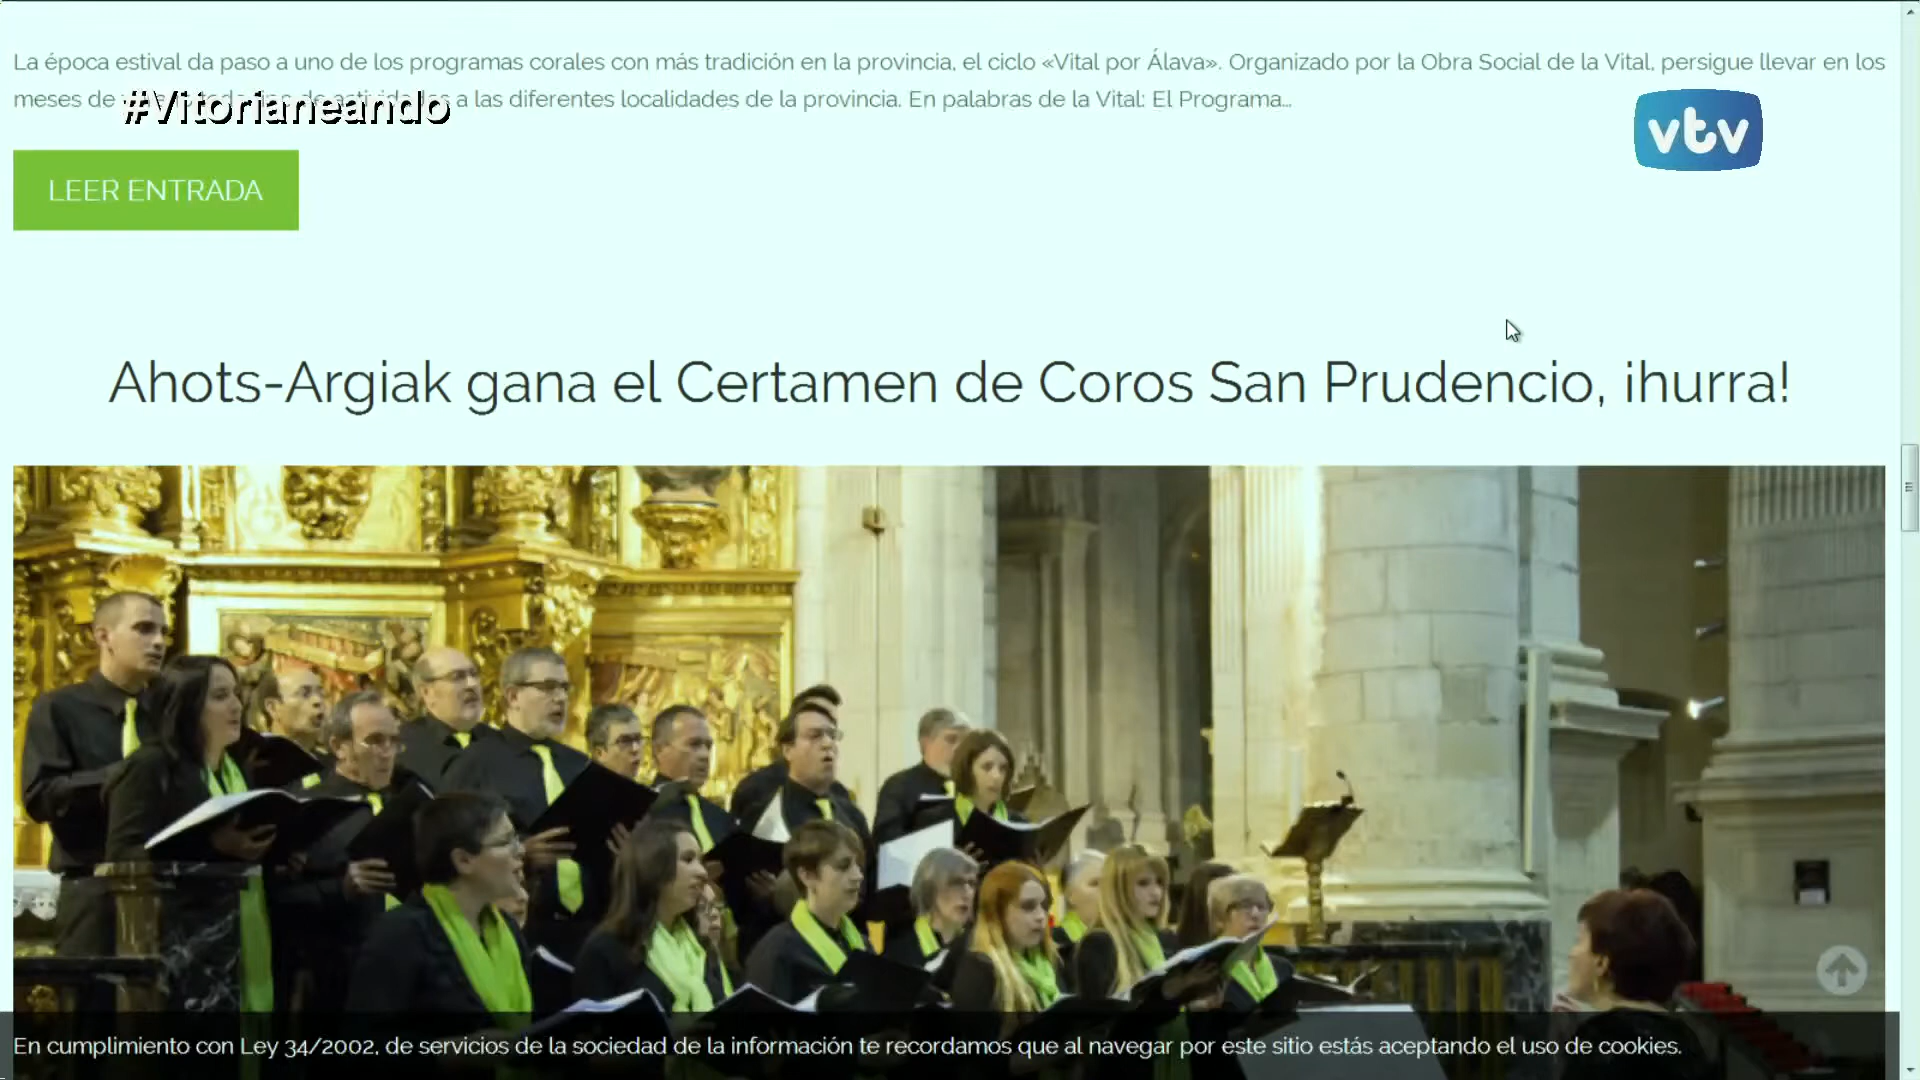 La época estival da paso a uno de los programas corales con más tradición en la provincia, el ciclo «Vital por Álava». Organizado por la Obra Social de la Vital, persigue llevar en los
meses de a las diferentes localidades de la provincia. En palabras de la Vital: El Programa...
#Vitorianeando
vtv
LEER ENTRADA
Ahots-Argiak gana el Certamen de Coros San Prudencio, ¡hurra!
En cumplimiento con Ley 34/2002, de servicios de la sociedad de la información te recordamos que al navegar por este sitio estás aceptando el uso de cookies.